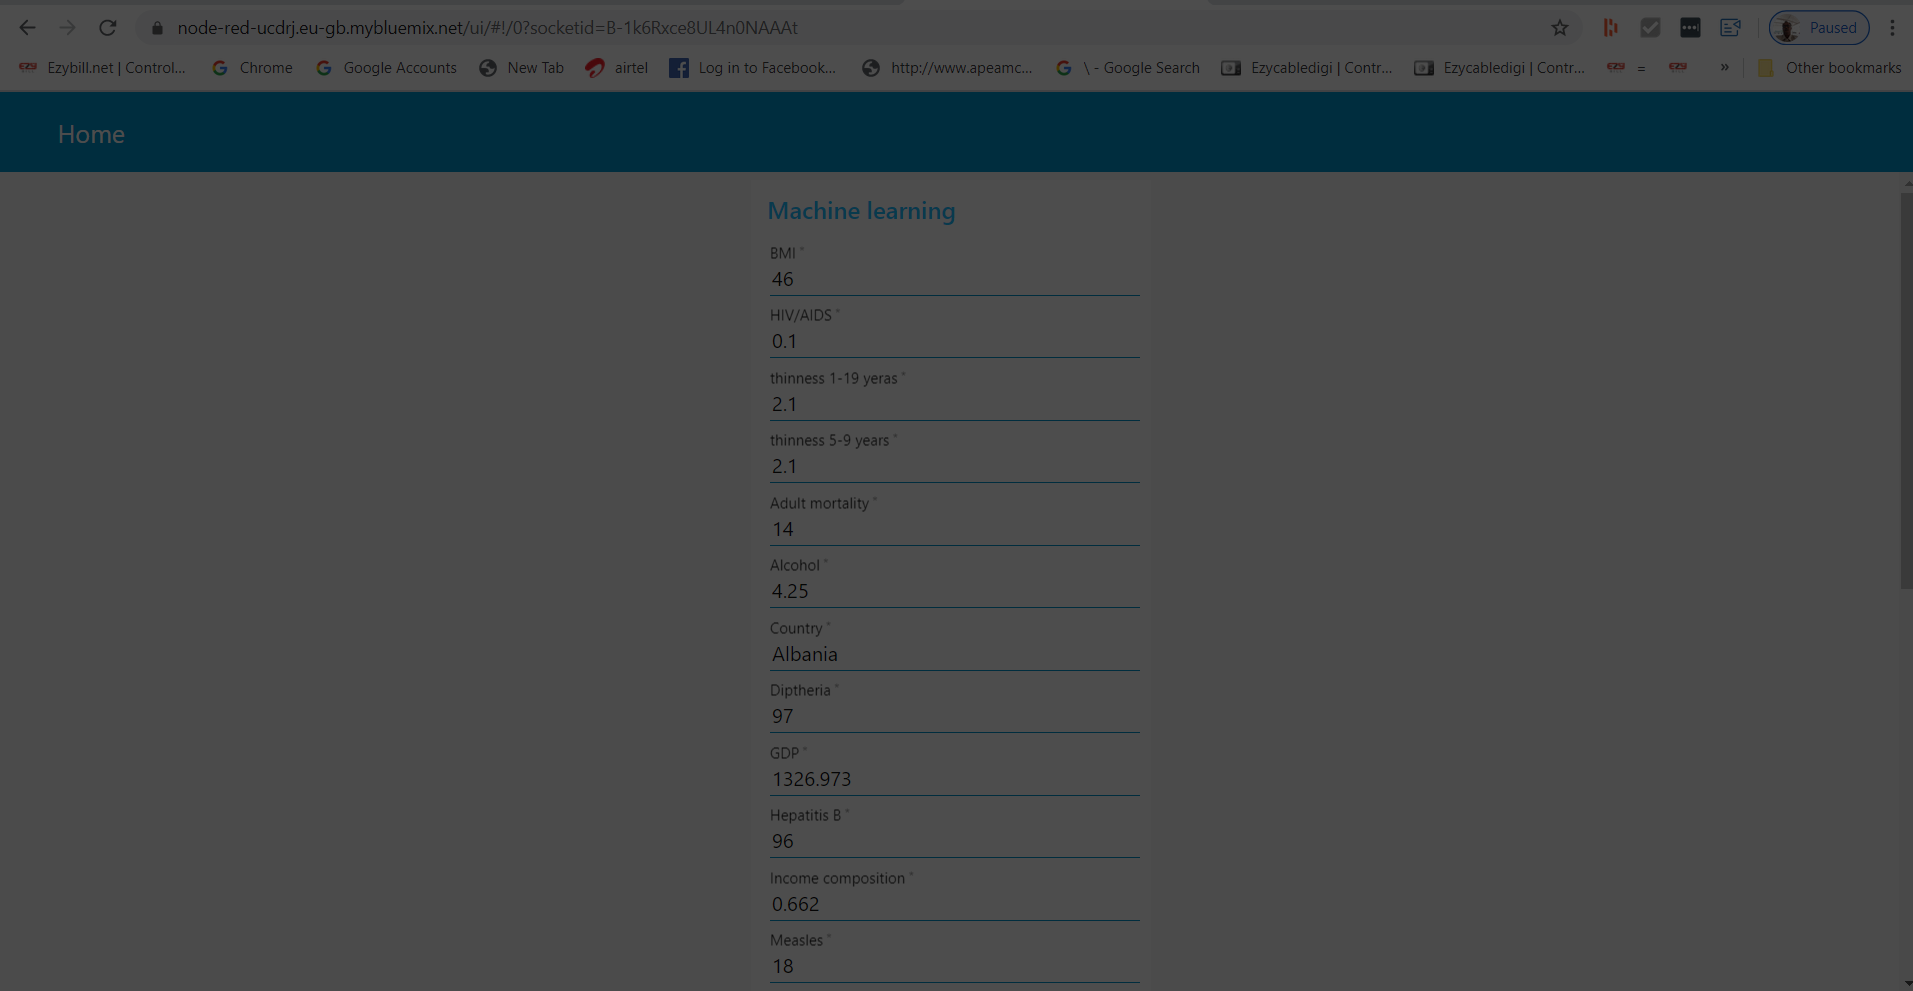 node-red-ucdrj.eu-gb.mybluemix.net/ui/#!/0?socketid=B-1k6Rxce8UL4n0NAAAt
Paused
Ezybill.net | Control... Chrome Google Accounts New Tab airtel Log in to Facebook... http://www.apeamc... \ - Google Search Ezycabledigi | Contr... Ezycabledigi | Contr... = » Other bookmarks
Home
Machine learning
BMI *
46
HIV/AIDS *
0.1
thinness 1-19 yeras *
2.1
thinness 5-9 years *
2.1
Adult mortality *
14
Alcohol *
4.25
Country *
Albania
Diptheria *
97
GDP *
1326.973
Hepatitis B *
96
Income composition *
0.662
Measles *
18